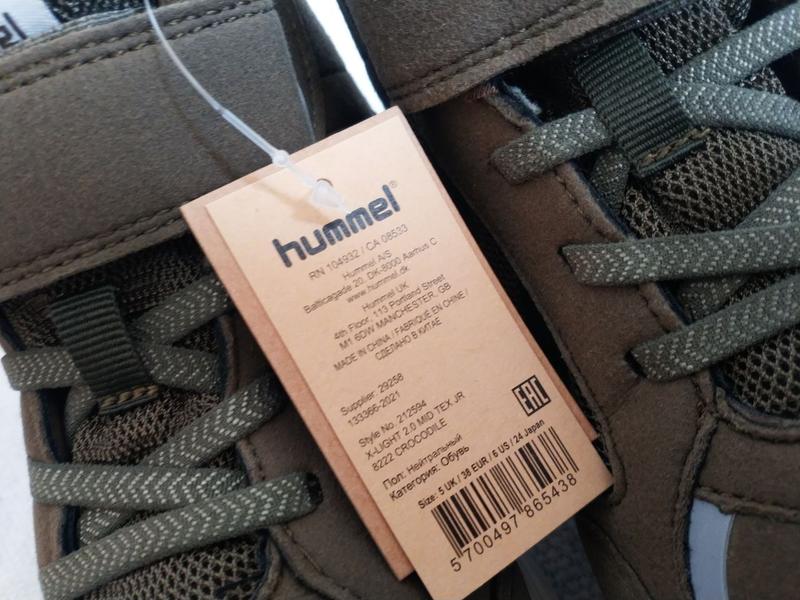 el
hummel®
RN 104932 / CA 08533
Hummel A/S
Balticagade 20, DK-8000 Aarhus C
www.hummel.dk
Hummel UK
4th Floor, 113 Portland Street
M1 6DW MANCHESTER, GB
MADE IN CHINA / FABRIQUÉ EN CHINE /
СДЕЛАНО В КИТАЕ
Supplier: 29258
133366-2021
Style No. 212594
X-LIGHT 2.0 MID TEX JR
8222 CROCODILE
EAC
Пол: Нейтральный
Категория: Обувь
Size: 5 UK / 38 EUR / 6 US / 24 Japan
5 700497 865438